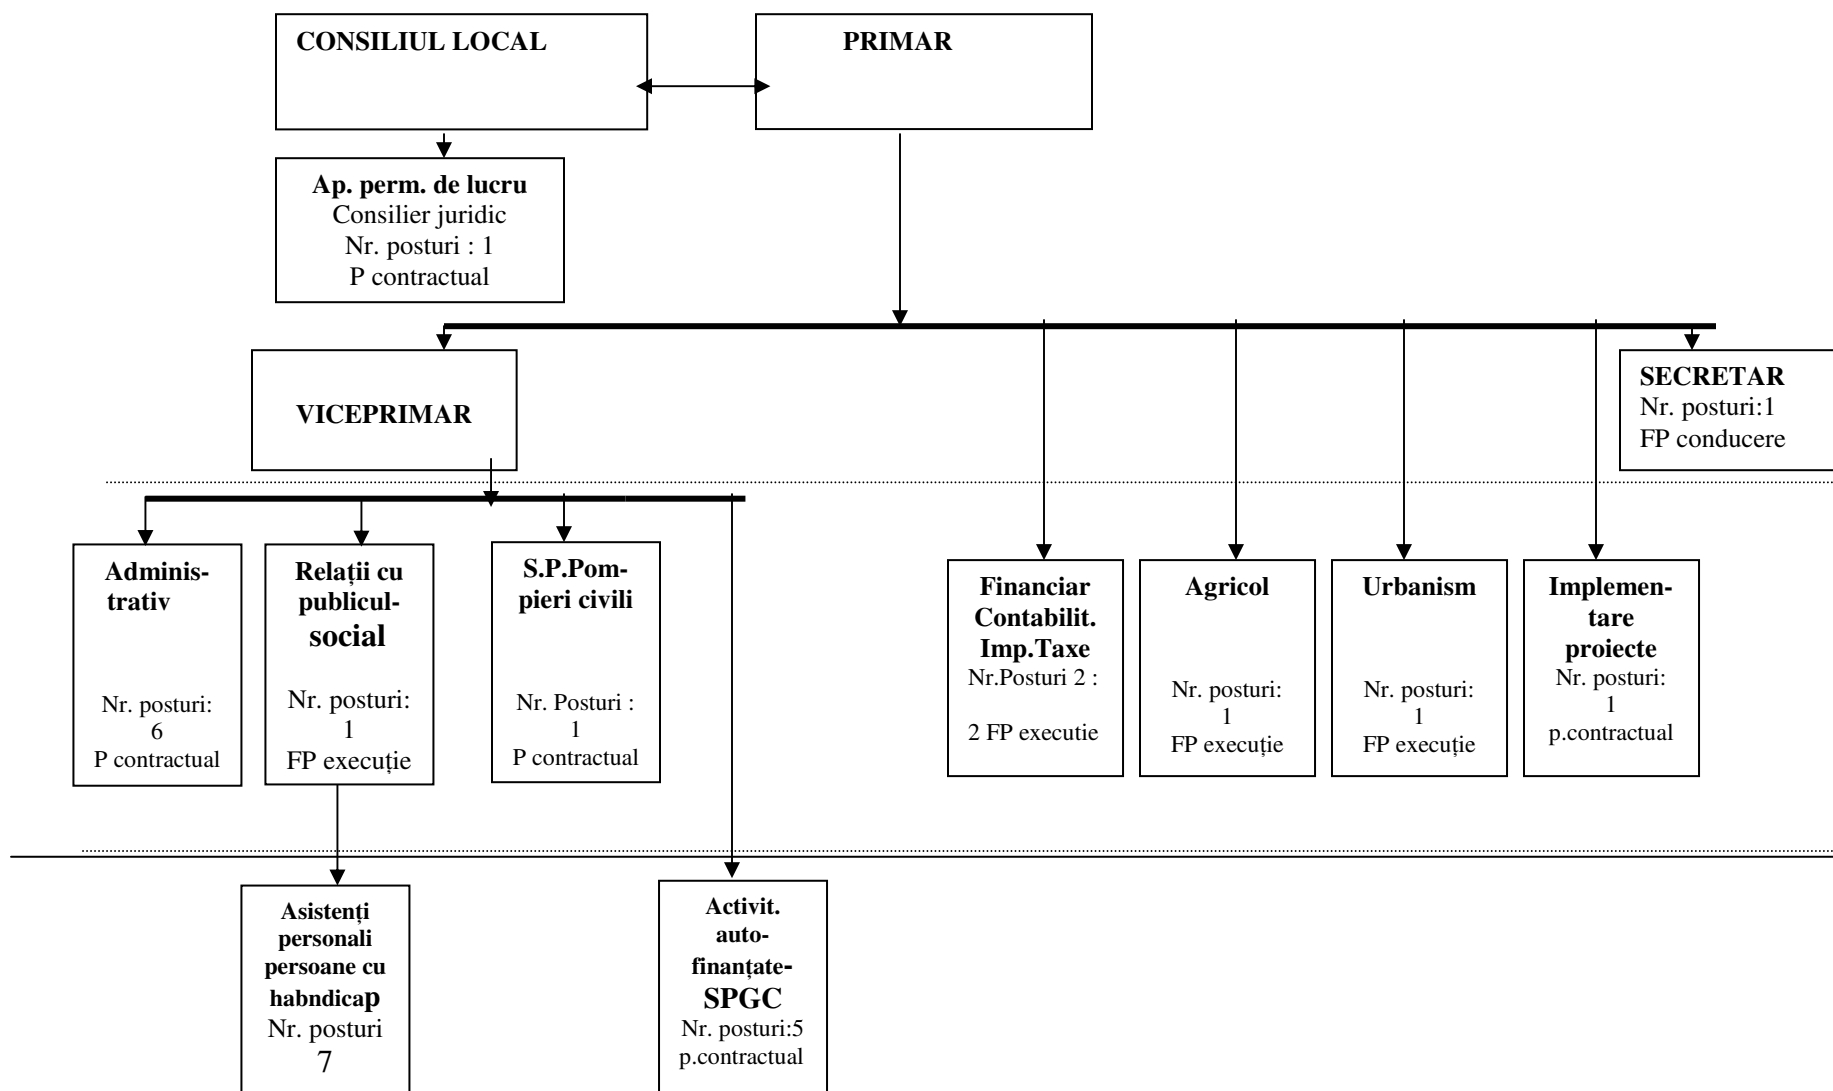 CONSILIUL LOCAL
PRIMAR
Ap. perm. de lucru
Consilier juridic
Nr. posturi : 1
P contractual
VICEPRIMAR
SECRETAR
Nr. posturi:1
FP conducere
Adminis-
trativ
Nr. posturi:
6
P contractual
Relații cu
publicul-
social
Nr. posturi:
1
FP execuție
S.P.Pom-
pieri civili
Nr. Posturi :
1
P contractual
Financiar
Contabilit.
Imp.Taxe
Nr.Posturi 2 :
2 FP executie
Agricol
Nr. posturi:
1
FP execuție
Urbanism
Nr. posturi:
1
FP execuție
Implemen-
tare
proiecte
Nr. posturi:
1
p.contractual
Asistenți
personali
persoane cu
habndicap
Nr. posturi
7
Activit.
auto-
finanțate-
SPGC
Nr. posturi:5
p.contractual